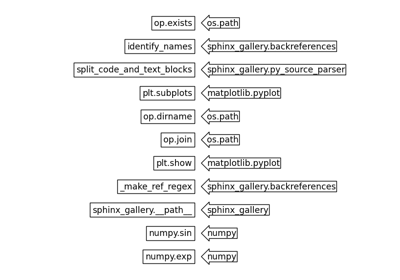 op.exists os.path
identify_names sphinx_gallery.backreferences
split_code_and_text_blocks sphinx_gallery.py_source_parser
plt.subplots matplotlib.pyplot
op.dirname os.path
op.join os.path
plt.show matplotlib.pyplot
_make_ref_regex sphinx_gallery.backreferences
sphinx_gallery.__path__ sphinx_gallery
numpy.sin numpy
numpy.exp numpy